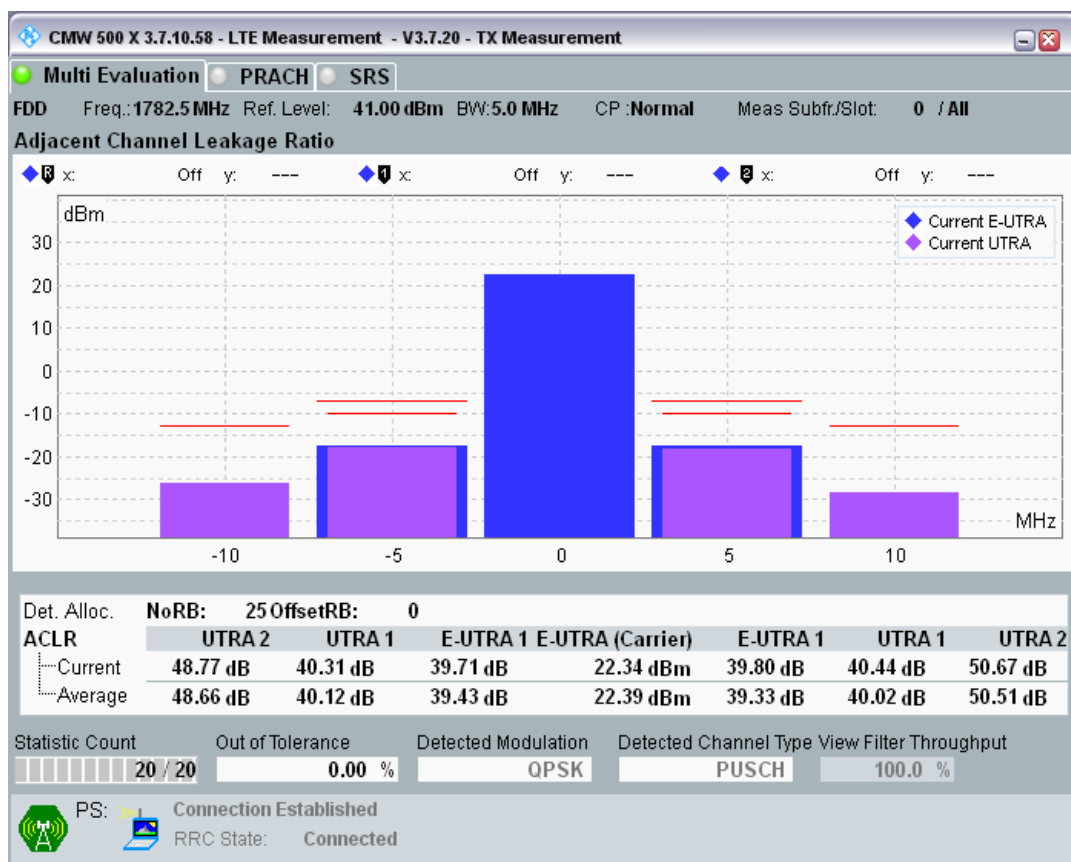 CMW 500 X 3.7.10.58 - LTE Measurement - V3.7.20 - TX Measurement
Multi Evaluation PRACH SRS
FDD Freq.:1782.5 MHz Ref. Level: 41.00 dBm BW:5.0 MHz CP :Normal Meas Subfr./Slot: 0 / All
Adjacent Channel Leakage Ratio
R x: Off y: --- 1 x: Off y: --- 2 x: Off y: ---
dBm
Current E-UTRA
Current UTRA
30
20
10
0
-10
-20
-30
MHz
-10 -5 0 5 10
Det. Alloc. NoRB: 25 OffsetRB: 0
ACLR UTRA 2 UTRA 1 E-UTRA 1 E-UTRA (Carrier) E-UTRA 1 UTRA 1 UTRA 2
Current 48.77 dB 40.31 dB 39.71 dB 22.34 dBm 39.80 dB 40.44 dB 50.67 dB
Average 48.66 dB 40.12 dB 39.43 dB 22.39 dBm 39.33 dB 40.02 dB 50.51 dB
Statistic Count Out of Tolerance Detected Modulation Detected Channel Type View Filter Throughput
20 / 20 0.00 % QPSK PUSCH 100.0 %
PS: Connection Established
RRC State: Connected